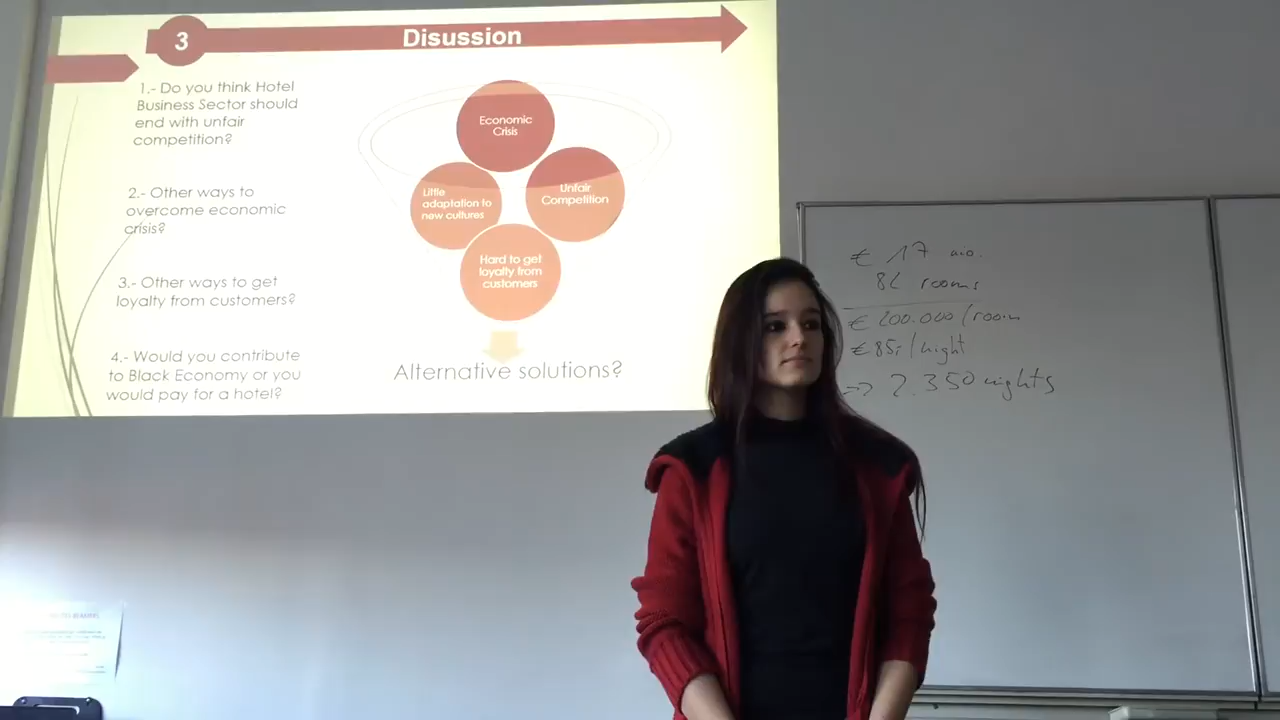 3
Disussion
1.- Do you think Hotel
Business Sector should
end with unfair
competition?
2.- Other ways to
overcome economic
crisis?
3.- Other ways to get
loyalty from customers?
4.- Would you contribute
to Black Economy or you
would pay for a hotel?
Economic
Crisis
Little
adaptation to
new cultures
Unfair
Competition
Hard to get
loyalty from
customers
Alternative solutions?
€ 17 mio.
82 rooms
€ 200.000/room
€ 85,-/night
=> 2.350 nights